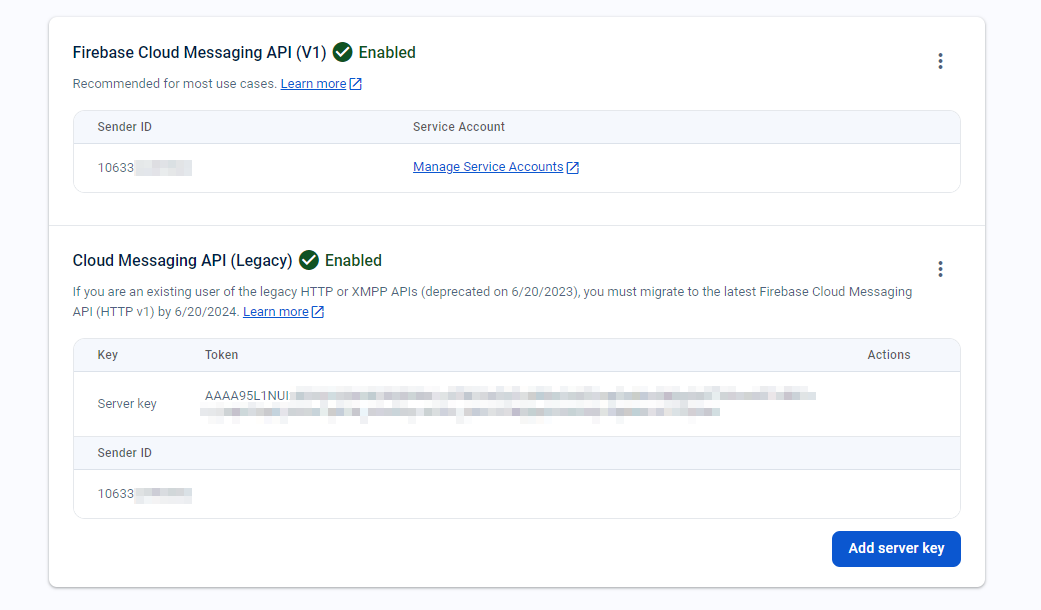 Firebase Cloud Messaging API (V1) Enabled
Recommended for most use cases. Learn more
Sender ID Service Account
10633 Manage Service Accounts
Cloud Messaging API (Legacy) Enabled
If you are an existing user of the legacy HTTP or XMPP APIs (deprecated on 6/20/2023), you must migrate to the latest Firebase Cloud Messaging
API (HTTP v1) by 6/20/2024. Learn more
Key Token Actions
Server key AAAA95L1NUI
Sender ID
10633
Add server key